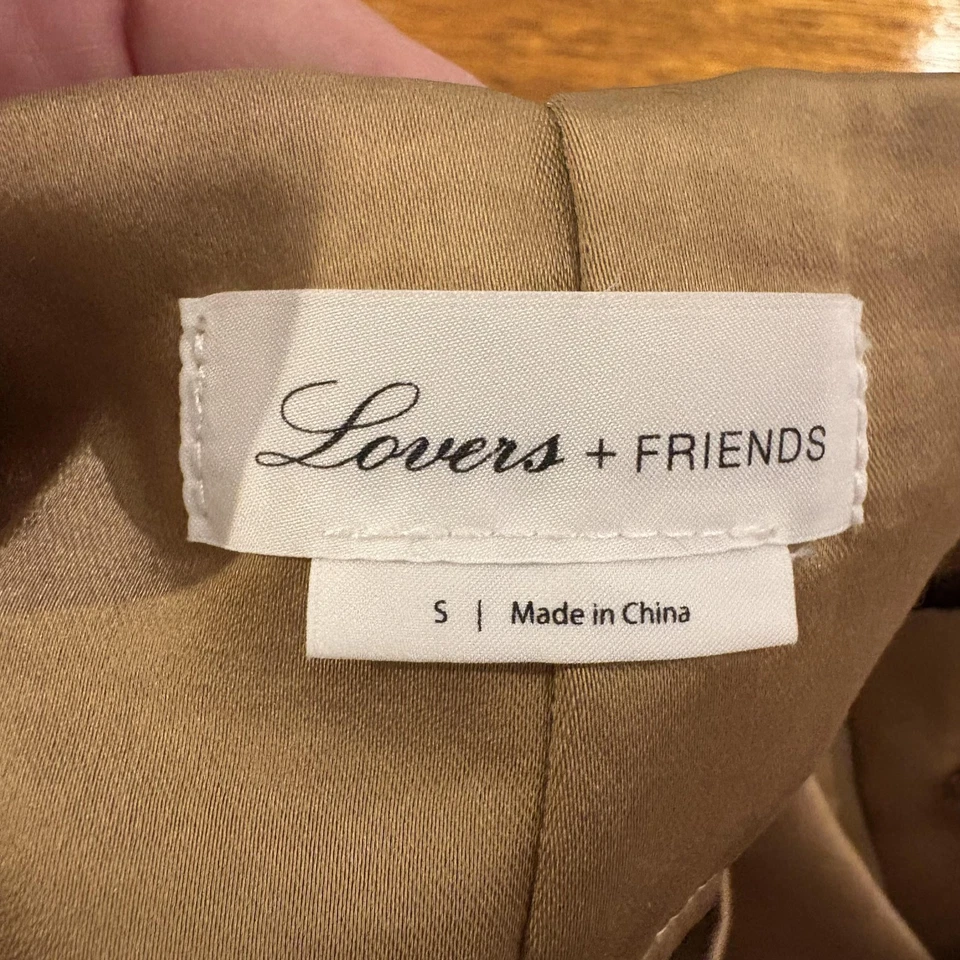 Lovers + FRIENDS
S | Made in China